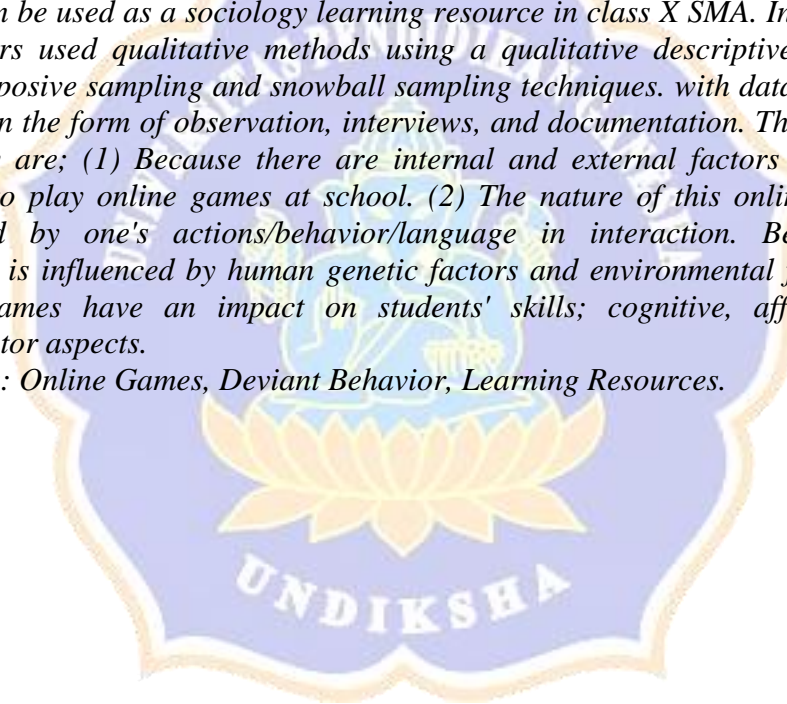 n be used as a sociology learning resource in class X SMA. In
rs used qualitative methods using a qualitative descriptive
posive sampling and snowball sampling techniques. with data
n the form of observation, interviews, and documentation. Th
are; (1) Because there are internal and external factors
o play online games at school. (2) The nature of this onlin
d by one's actions/behavior/language in interaction. Be
is influenced by human genetic factors and environmental f
ames have an impact on students' skills; cognitive, aff
tor aspects.
: Online Games, Deviant Behavior, Learning Resources.
UNIVERSITAS PENDIDIKAN GANESHA
UNDIKSHA